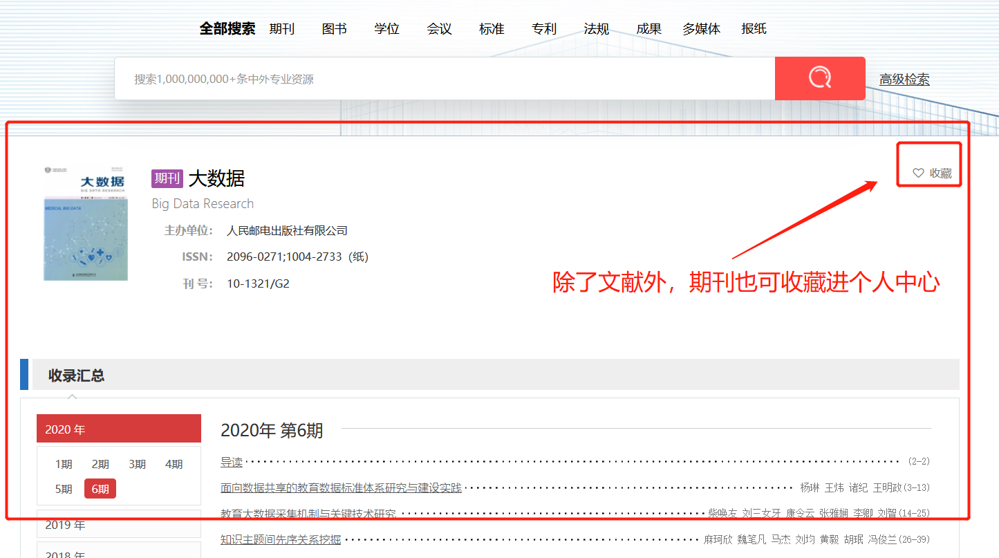 全部搜索 期刊 图书 学位 会议 标准 专利 法规 成果 多媒体 报纸
搜索1,000,000,000+条中外专业资源
高级检索
收藏
大数据
BIG DATA RESEARCH
MEDICAL BIG DATA
期刊 大数据
Big Data Research
主办单位： 人民邮电出版社有限公司
ISSN： 2096-0271;1004-2733（纸）
刊 号： 10-1321/G2
除了文献外，期刊也可收藏进个人中心
收录汇总
2020 年
1期 2期 3期 4期
5期 6期
2019 年
2018 年
2020年 第6期
导读 (2-2)
面向数据共享的教育数据标准体系研究与建设实践 杨琳 王炜 诸纪 王明政(3-13)
教育大数据采集机制与关键技术研究 柴唤友 刘三女牙 康令云 张雅娴 李卿 刘智(14-25)
知识主题间先序关系挖掘 麻珂欣 魏笔凡 马杰 刘均 黄毅 胡珉 冯俊兰(26-39)